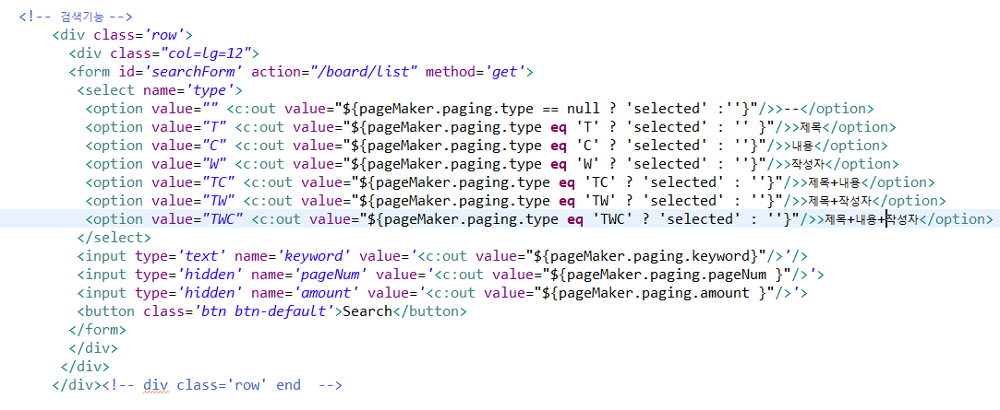 <!-- 검색기능 -->
<div class='row'>
<div class="col=lg=12">
<form id='searchForm' action="/board/list" method='get'>
<select name='type'>
<option value="" <c:out value="${pageMaker.paging.type == null ? 'selected' :''}"/>>--</option>
<option value="T" <c:out value="${pageMaker.paging.type eq 'T' ? 'selected' : '' }"/>>제목</option>
<option value="C" <c:out value="${pageMaker.paging.type eq 'C' ? 'selected' : ''}"/>>내용</option>
<option value="W" <c:out value="${pageMaker.paging.type eq 'W' ? 'selected' : ''}"/>>작성자</option>
<option value="TC" <c:out value="${pageMaker.paging.type eq 'TC' ? 'selected' : ''}"/>>제목+내용</option>
<option value="TW" <c:out value="${pageMaker.paging.type eq 'TW' ? 'selected' : ''}"/>>제목+작성자</option>
<option value="TWC" <c:out value="${pageMaker.paging.type eq 'TWC' ? 'selected' : ''}"/>>제목+내용+작성자</option>
</select>
<input type='text' name='keyword' value='<c:out value="${pageMaker.paging.keyword}"/>'/>
<input type='hidden' name='pageNum' value='<c:out value="${pageMaker.paging.pageNum }"/>'>
<input type='hidden' name='amount' value='<c:out value="${pageMaker.paging.amount }"/>'>
<button class='btn btn-default'>Search</button>
</form>
</div>
</div>
</div><!-- div class='row' end  -->